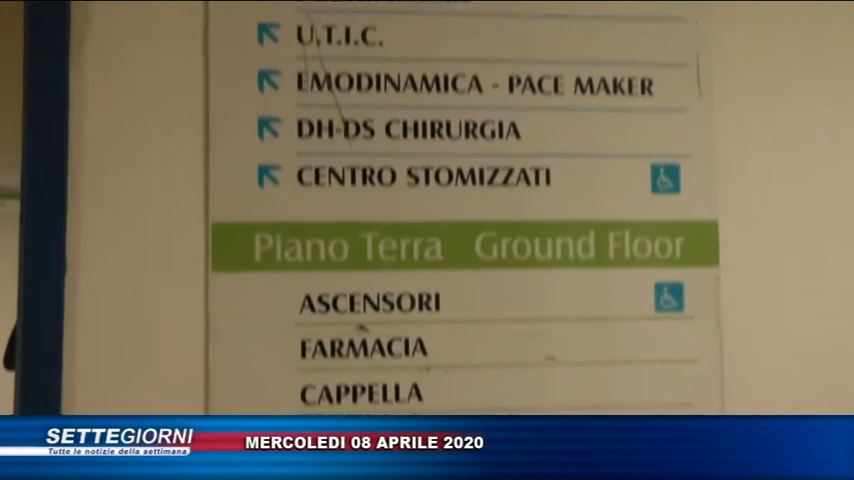 U.T.I.C.
EMODINAMICA - PACE MAKER
DH-DS CHIRURGIA
CENTRO STOMIZZATI
Piano Terra Ground Floor
ASCENSORI
FARMACIA
CAPPELLA
SETTEGIORNI
Tutte le notizie della settimana
MERCOLEDI 08 APRILE 2020